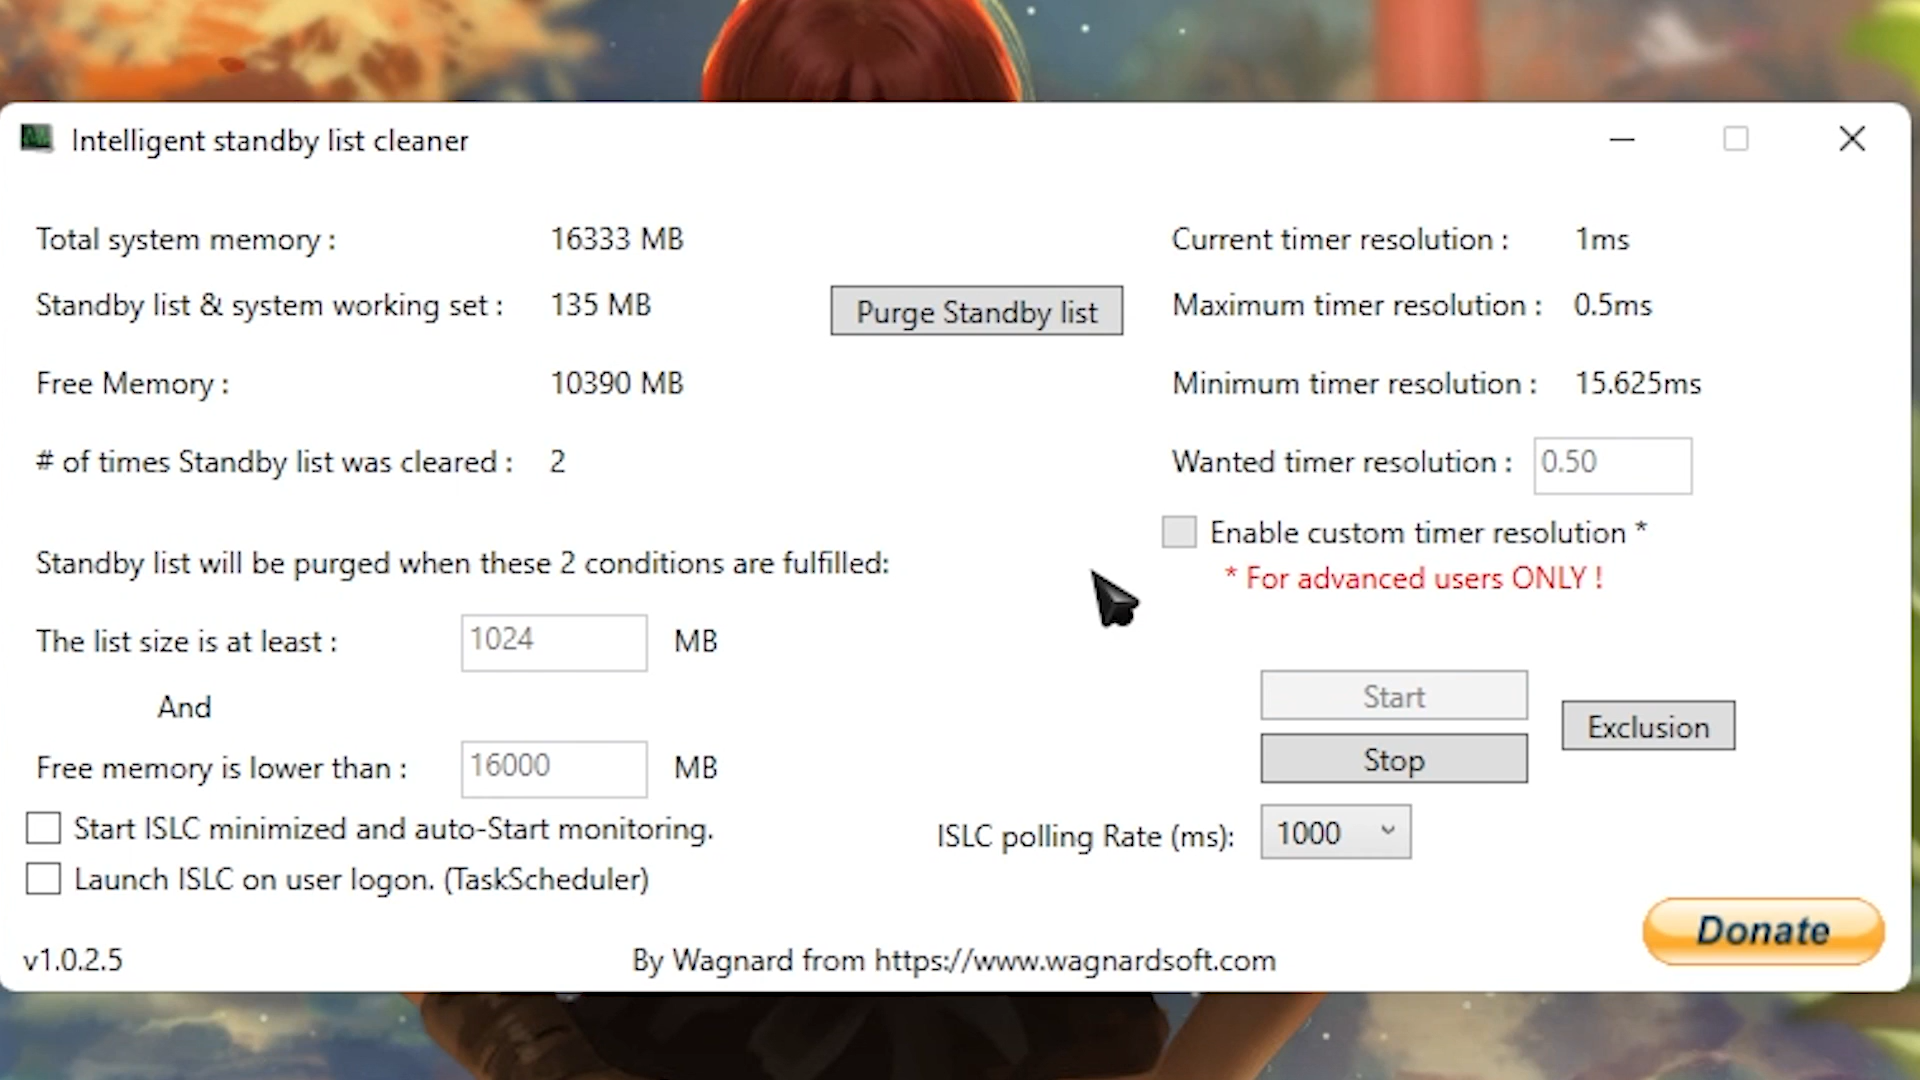 Intelligent standby list cleaner
Total system memory : 16333 MB
Standby list & system working set : 135 MB
Purge Standby list
Free Memory : 10390 MB
# of times Standby list was cleared : 2
Current timer resolution : 1ms
Maximum timer resolution : 0.5ms
Minimum timer resolution : 15.625ms
Wanted timer resolution : 0.50
Enable custom timer resolution *
* For advanced users ONLY !
Standby list will be purged when these 2 conditions are fulfilled:
The list size is at least : 1024 MB
And
Free memory is lower than : 16000 MB
Start ISLC minimized and auto-Start monitoring.
Launch ISLC on user logon. (TaskScheduler)
Start
Stop
Exclusion
ISLC polling Rate (ms): 1000
Donate
v1.0.2.5
By Wagnard from https://www.wagnardsoft.com